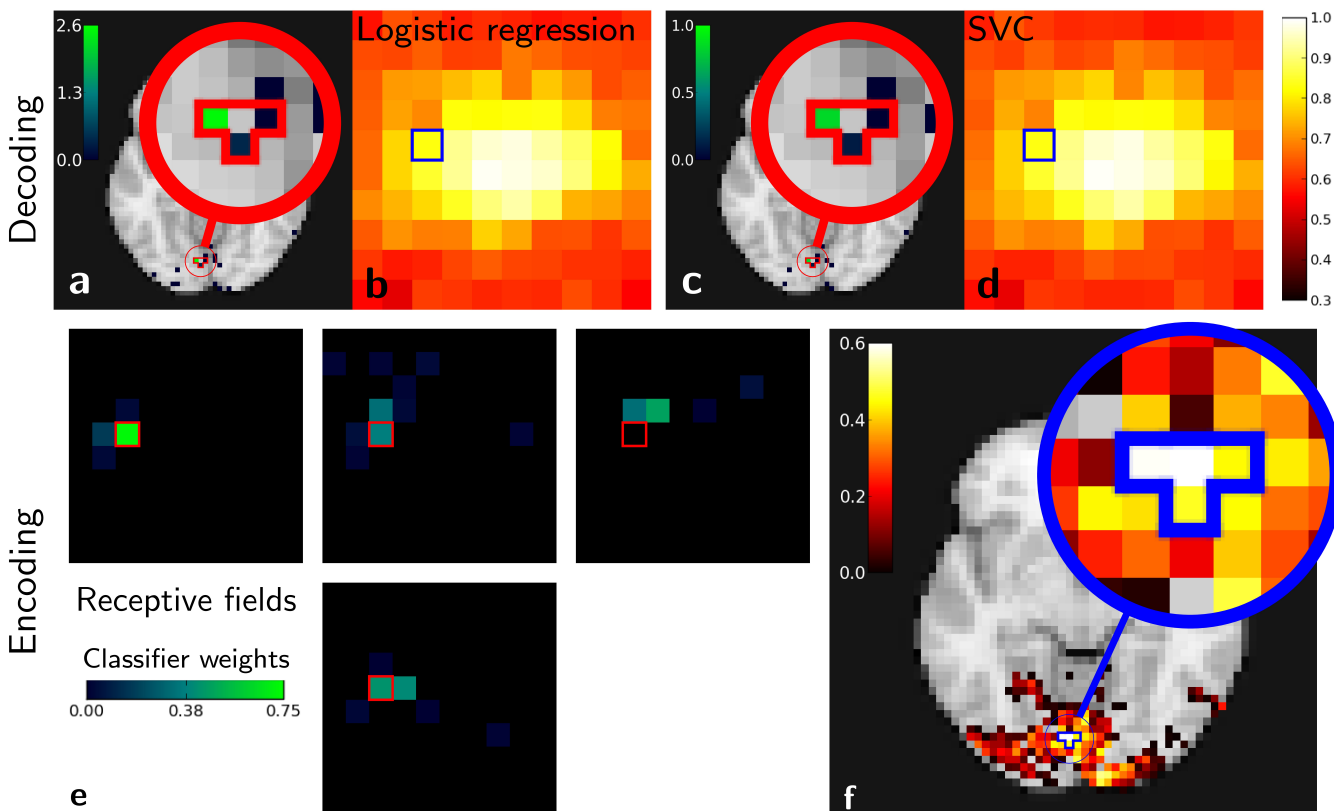 Decoding
2.6
1.3
0.0
a
Logistic regression
b
1.0
0.5
0.0
c
SVC
d
1.0
0.9
0.8
0.7
0.6
0.5
0.4
0.3
Encoding
Receptive fields
Classifier weights
0.00 0.38 0.75
e
0.6
0.4
0.2
0.0
f